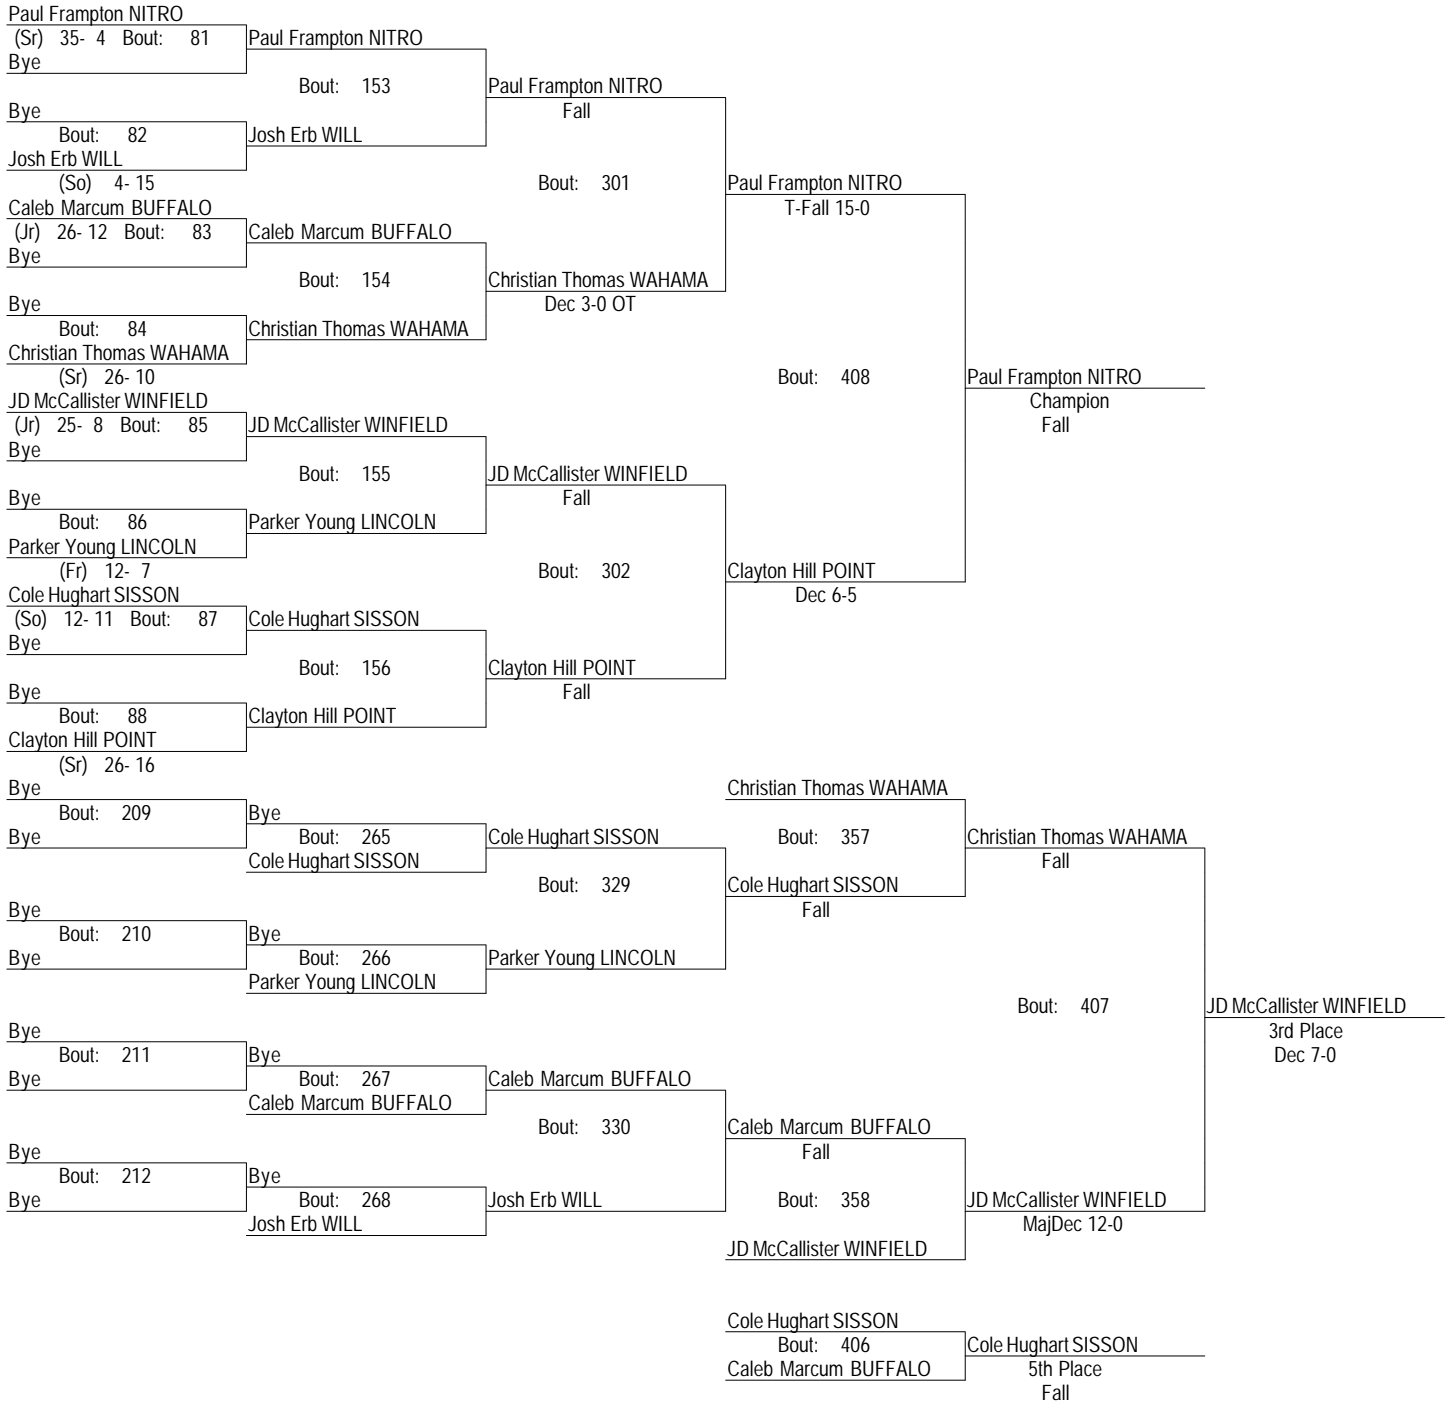 Paul Frampton NITRO
(Sr) 35- 4 Bout: 81 Paul Frampton NITRO
Bye
Bout: 153 Paul Frampton NITRO
Bye Fall
Bout: 82 Josh Erb WILL
Josh Erb WILL
(So) 4- 15 Bout: 301 Paul Frampton NITRO
Caleb Marcum BUFFALO T-Fall 15-0
(Jr) 26- 12 Bout: 83 Caleb Marcum BUFFALO
Bye
Bout: 154 Christian Thomas WAHAMA
Bye Dec 3-0 OT
Bout: 84 Christian Thomas WAHAMA
Christian Thomas WAHAMA
(Sr) 26- 10 Bout: 408 Paul Frampton NITRO
JD McCallister WINFIELD Champion
(Jr) 25- 8 Bout: 85 JD McCallister WINFIELD Fall
Bye
Bout: 155 JD McCallister WINFIELD
Bye Fall
Bout: 86 Parker Young LINCOLN
Parker Young LINCOLN
(Fr) 12- 7 Bout: 302 Clayton Hill POINT
Cole Hughart SISSON Dec 6-5
(So) 12- 11 Bout: 87 Cole Hughart SISSON
Bye
Bout: 156 Clayton Hill POINT
Bye Fall
Bout: 88 Clayton Hill POINT
Clayton Hill POINT
(Sr) 26- 16
Bye Christian Thomas WAHAMA
Bout: 209 Bye
Bye Bout: 265 Cole Hughart SISSON Bout: 357 Christian Thomas WAHAMA
Cole Hughart SISSON Fall
Bout: 329 Cole Hughart SISSON
Bye Fall
Bout: 210 Bye
Bye Bout: 266 Parker Young LINCOLN
Parker Young LINCOLN
Bout: 407 JD McCallister WINFIELD
Bye 3rd Place
Bout: 211 Bye Dec 7-0
Bye Bout: 267 Caleb Marcum BUFFALO
Caleb Marcum BUFFALO
Bout: 330 Caleb Marcum BUFFALO
Bye Fall
Bout: 212 Bye
Bye Bout: 268 Josh Erb WILL Bout: 358 JD McCallister WINFIELD
Josh Erb WILL MajDec 12-0
JD McCallister WINFIELD
Cole Hughart SISSON
Bout: 406 Cole Hughart SISSON
Caleb Marcum BUFFALO 5th Place
Fall